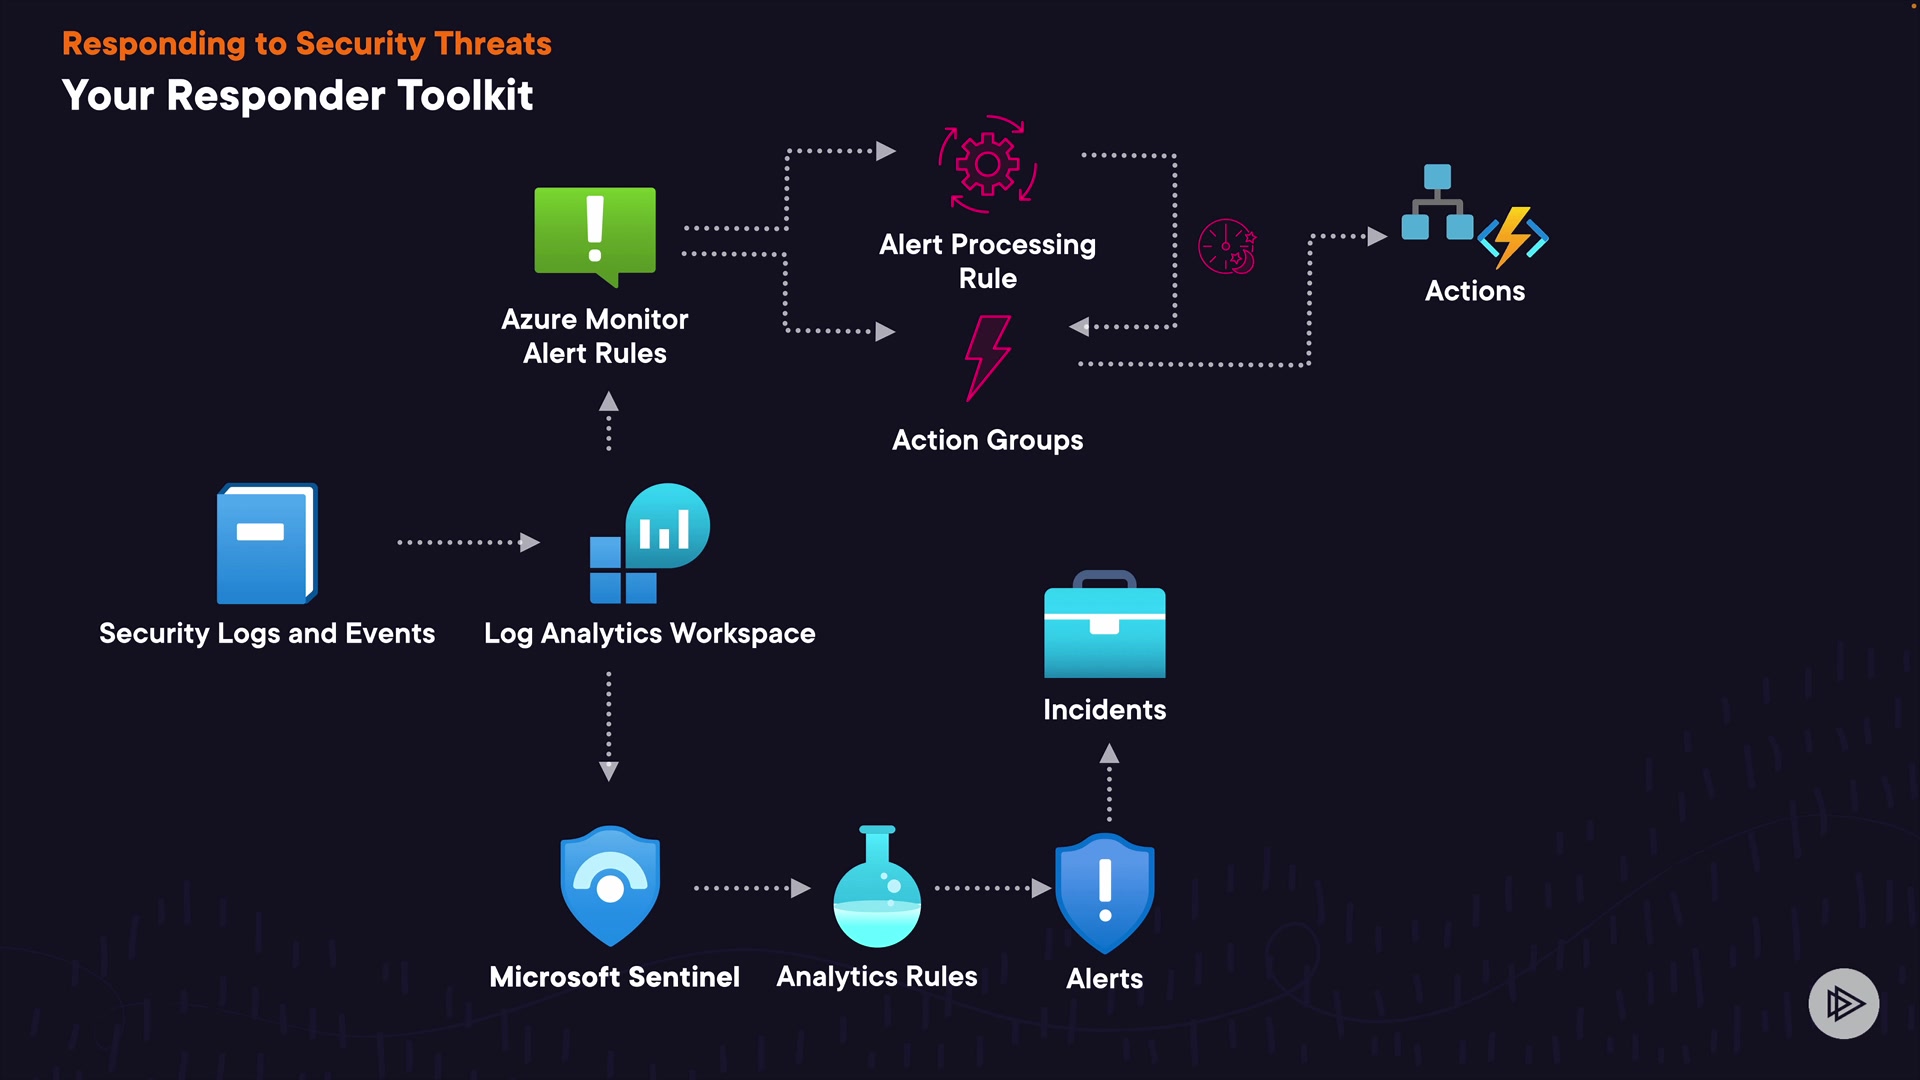 Responding to Security Threats
Your Responder Toolkit
Alert Processing
Rule
Actions
Azure Monitor
Alert Rules
Action Groups
Security Logs and Events
Log Analytics Workspace
Incidents
Microsoft Sentinel
Analytics Rules
Alerts